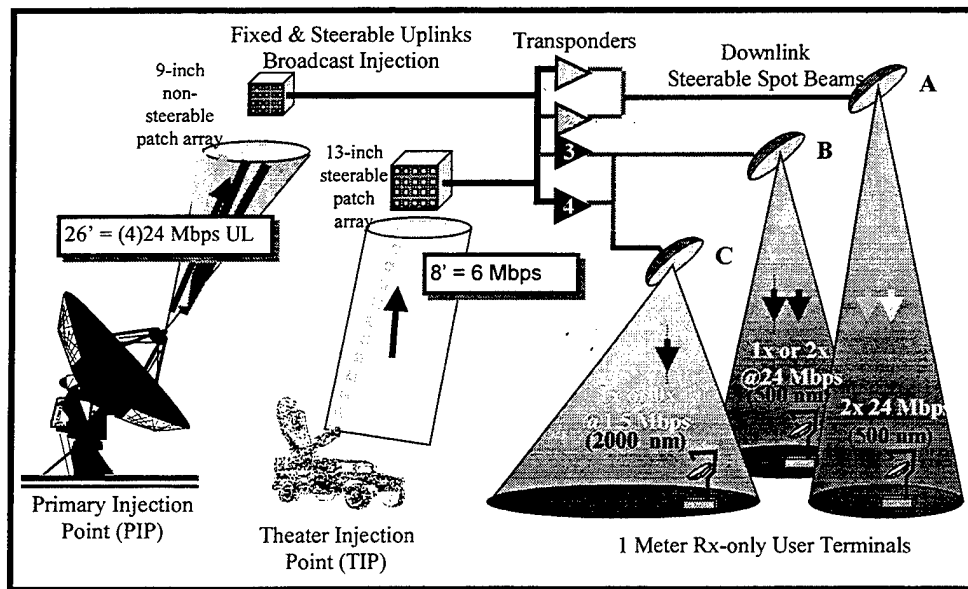 Fixed & Steerable Uplinks
Broadcast Injection
Transponders
Downlink
Steerable Spot Beams
9-inch
non-
steerable
patch array
13-inch
steerable
patch
array
3
4
A
B
C
26' = (4)24 Mbps UL
8' = 6 Mbps
@1.5 Mbps
(2000 nm)
1x or 2x
@24 Mbps
(500 nm)
2x 24 Mbps
(500 nm)
Primary Injection
Point (PIP)
Theater Injection
Point (TIP)
1 Meter Rx-only User Terminals